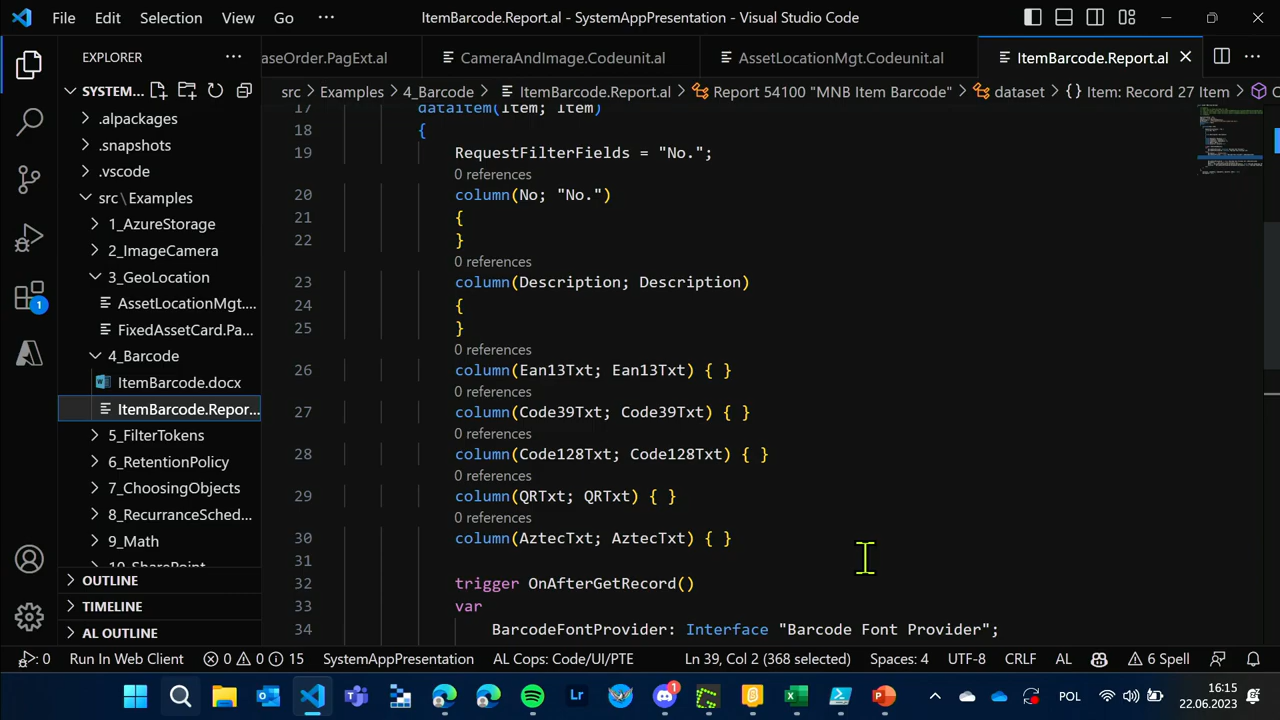 File Edit Selection View Go ··· ItemBarcode.Report.al - SystemAppPresentation - Visual Studio Code
EXPLORER ···
aseOrder.PagExt.al CameraAndImage.Codeunit.al AssetLocationMgt.Codeunit.al ItemBarcode.Report.al ···
SYSTEM...
src > Examples > 4_Barcode > ItemBarcode.Report.al > Report 54100 "MNB Item Barcode" > dataset > {} Item: Record 27 Item >
.alpackages
.snapshots
.vscode
src\Examples
1_AzureStorage
2_ImageCamera
3_GeoLocation
AssetLocationMgt....
FixedAssetCard.Pa...
4_Barcode
ItemBarcode.docx
ItemBarcode.Repor...
5_FilterTokens
6_RetentionPolicy
7_ChoosingObjects
8_RecurranceSched...
9_Math
10_SharePoint
OUTLINE
TIMELINE
AL OUTLINE
17 dataitem(Item; Item)
18 {
19 RequestFilterFields = "No.";
0 references
20 column(No; "No.")
21 {
22 }
0 references
23 column(Description; Description)
24 {
25 }
0 references
26 column(Ean13Txt; Ean13Txt) { }
0 references
27 column(Code39Txt; Code39Txt) { }
0 references
28 column(Code128Txt; Code128Txt) { }
0 references
29 column(QRTxt; QRTxt) { }
0 references
30 column(AztecTxt; AztecTxt) { }
31
32 trigger OnAfterGetRecord()
33 var
34 BarcodeFontProvider: Interface "Barcode Font Provider";
1
: 0 Run In Web Client 0 0 15 SystemAppPresentation AL Cops: Code/UI/PTE Ln 39, Col 2 (368 selected) Spaces: 4 UTF-8 CRLF AL 6 Spell
Lr 1 POL 16:15
22.06.2023